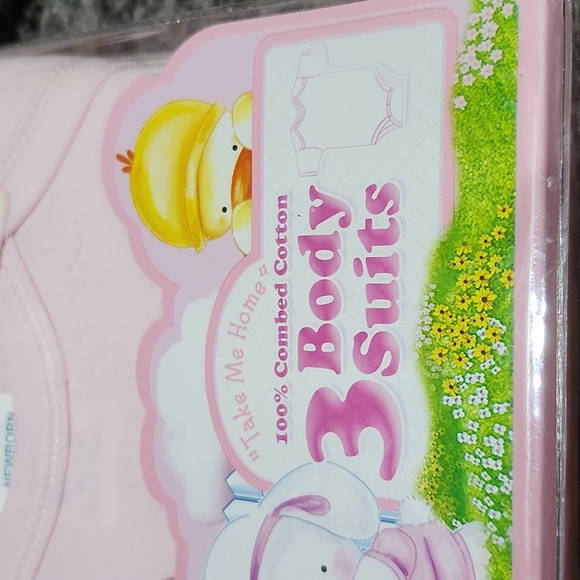 "Take Me Home"
100% Combed Cotton
3 Body
Suits
NEWBORN